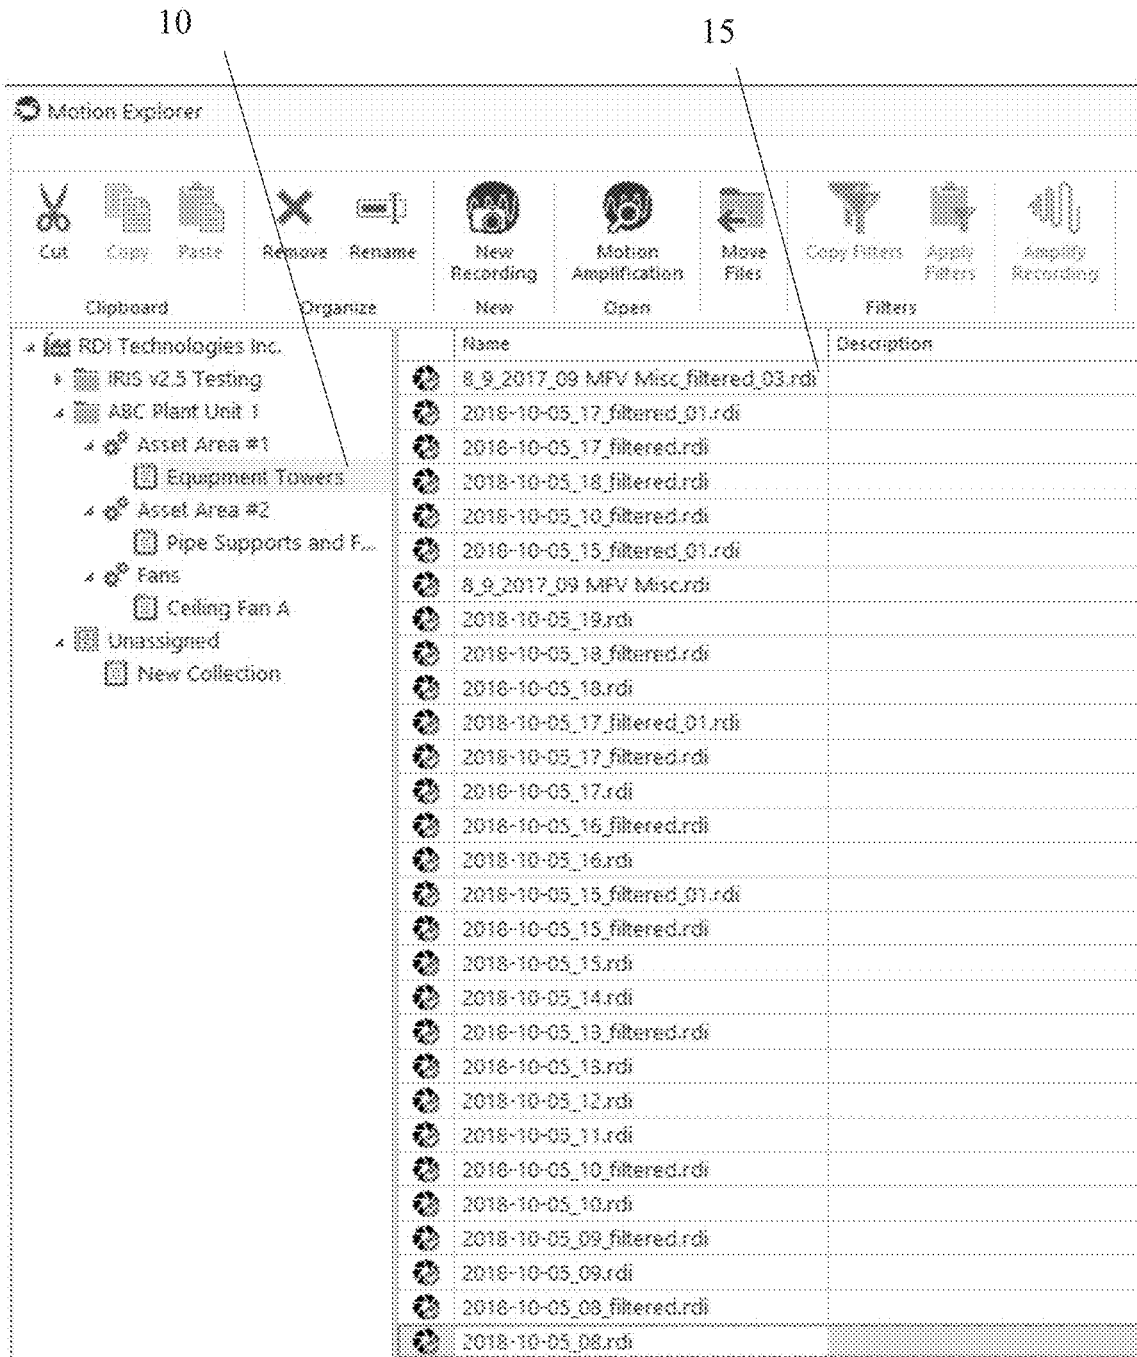 10
15
Motion Explorer
Cut
Copy
Paste
Remove
Rename
New Recording
Motion Amplification
Move Files
Copy Filters
Apply Filters
Amplify Recording
Clipboard
Organize
New
Open
Filters
RDI Technologies Inc.
IRIS v2.5 Testing
ABC Plant Unit 1
Asset Area #1
Equipment Towers
Asset Area #2
Pipe Supports and F...
Fans
Ceiling Fan A
Unassigned
New Collection
Name
Description
8_9_2017_09 MFV Misc_filtered_03.rdi
2018-10-05_17_filtered_01.rdi
2018-10-05_17_filtered.rdi
2018-10-05_18_filtered.rdi
2018-10-05_10_filtered.rdi
2018-10-05_15_filtered_01.rdi
8_9_2017_09 MFV Misc.rdi
2018-10-05_19.rdi
2018-10-05_18_filtered.rdi
2018-10-05_18.rdi
2018-10-05_17_filtered_01.rdi
2018-10-05_17_filtered.rdi
2018-10-05_17.rdi
2018-10-05_16_filtered.rdi
2018-10-05_16.rdi
2018-10-05_15_filtered_01.rdi
2018-10-05_15_filtered.rdi
2018-10-05_15.rdi
2018-10-05_14.rdi
2018-10-05_13_filtered.rdi
2018-10-05_13.rdi
2018-10-05_12.rdi
2018-10-05_11.rdi
2018-10-05_10_filtered.rdi
2018-10-05_10.rdi
2018-10-05_09_filtered.rdi
2018-10-05_09.rdi
2018-10-05_08_filtered.rdi
2018-10-05_08.rdi